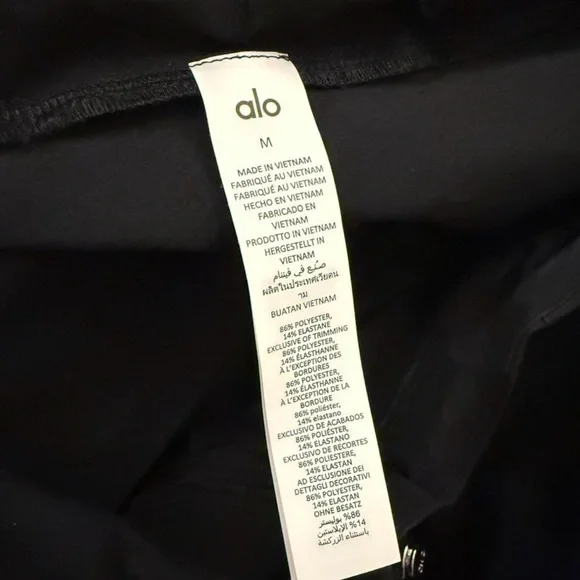 alo
M
MADE IN VIETNAM
FABRIQUÉ AU VIETNAM
FABRIQUÉ AU VIETNAM
HECHO EN VIETNAM
FABRICADO EN
VIETNAM
PRODOTTO IN VIETNAM
HERGESTELLT IN
VIETNAM
صنع في فيتنام
ผลิตในประเทศเวียดน
าม
BUATAN VIETNAM
86% POLYESTER,
14% ELASTANE
EXCLUSIVE OF TRIMMING
86% POLYESTER,
14% ÉLASTHANNE
À L'EXCEPTION DES
BORDURES
86% POLYESTER,
14% ÉLASTHANNE
À L'EXCEPTION DE LA
BORDURE
86% poliéster,
14% elastano
EXCLUSIVO DE ACABADOS
86% POLIÉSTER,
14% ELASTANO
EXCLUSIVO DE RECORTES
86% POLIESTERE,
14% ELASTAN
AD ESCLUSIONE DEI
DETTAGLI DECORATIVI
86% POLYESTER,
14% ELASTAN
OHNE BESATZ
86% بوليستر
14% الإيلاستين
باستثناء الزركشة